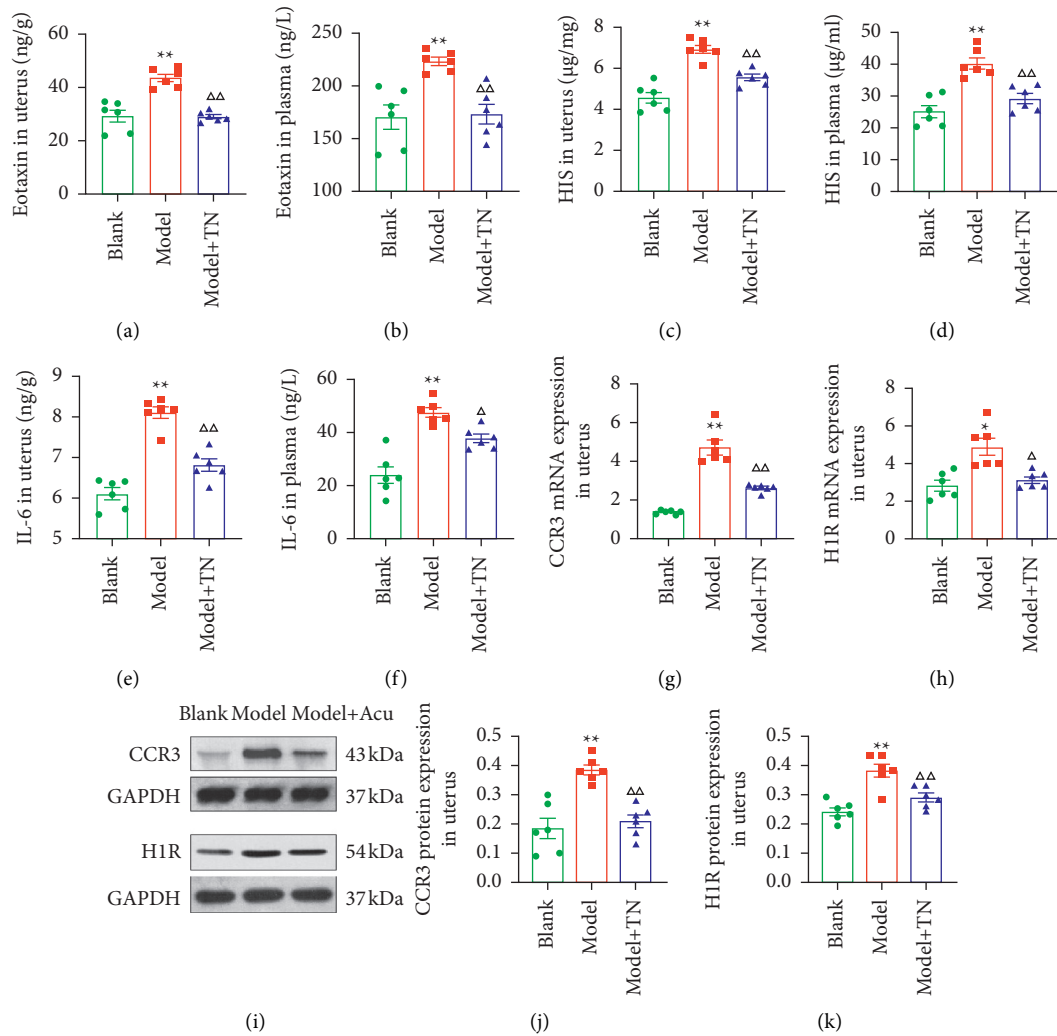 Eotaxin in uterus (ng/g)
60
40
20
0
**
ΔΔ
Blank
Model
Model+TN
(a)
Eotaxin in plasma (ng/L)
250
200
150
100
**
ΔΔ
Blank
Model
Model+TN
(b)
HIS in uterus (μg/mg)
8
6
4
2
0
**
ΔΔ
Blank
Model
Model+TN
(c)
HIS in plasma (μg/ml)
50
40
30
20
10
0
**
ΔΔ
Blank
Model
Model+TN
(d)
IL-6 in uterus (ng/g)
9
8
7
6
5
**
ΔΔ
Blank
Model
Model+TN
(e)
IL-6 in plasma (ng/L)
60
40
20
0
**
Δ
Blank
Model
Model+TN
(f)
CCR3 mRNA expression
in uterus
8
6
4
2
0
**
ΔΔ
Blank
Model
Model+TN
(g)
H1R mRNA expression
in uterus
8
6
4
2
0
*
Δ
Blank
Model
Model+TN
(h)
Blank Model Model+Acu
CCR3 43 kDa
GAPDH 37 kDa
H1R 54 kDa
GAPDH 37 kDa
(i)
CCR3 protein expression
in uterus
0.5
0.4
0.3
0.2
0.1
0.0
**
ΔΔ
Blank
Model
Model+TN
(j)
H1R protein expression
in uterus
0.5
0.4
0.3
0.2
0.1
0.0
**
ΔΔ
Blank
Model
Model+TN
(k)